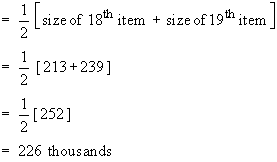 = 1/2 [size of 18th item + size of 19th item]
= 1/2 [213+239]
= 1/2 [252]
= 226 thousands